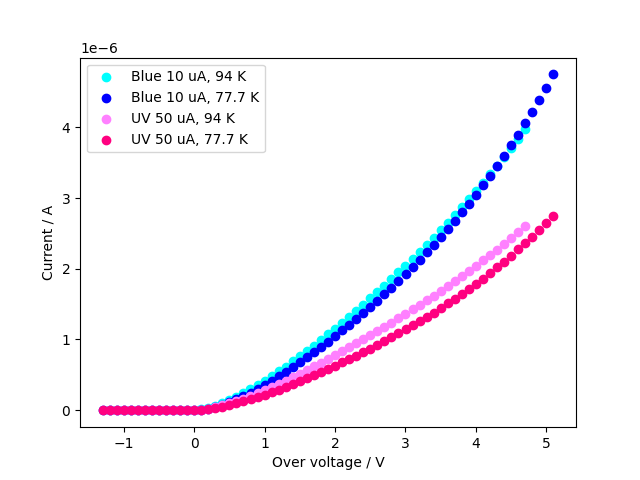 1e−6
Blue 10 uA, 94 K
Blue 10 uA, 77.7 K
UV 50 uA, 94 K
UV 50 uA, 77.7 K
4
3
2
1
0
Current / A
−1 0 1 2 3 4 5
Over voltage / V